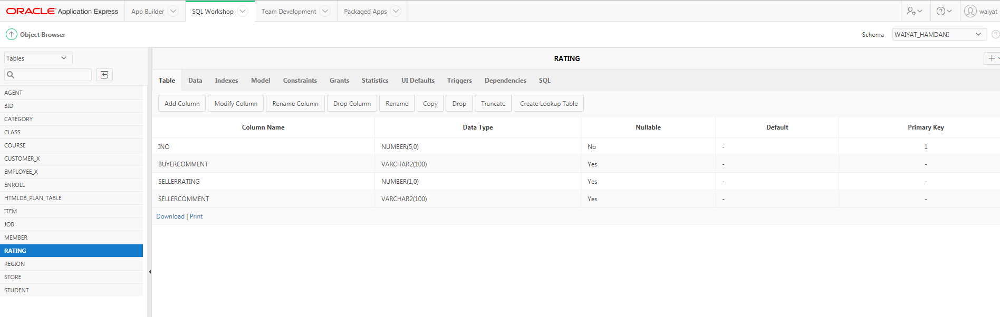 ORACLE Application Express App Builder SQL Workshop Team Development Packaged Apps waiyat
Object Browser Schema WAIYAT_HAMDANI
Tables
RATING
Table Data Indexes Model Constraints Grants Statistics UI Defaults Triggers Dependencies SQL
Add Column Modify Column Rename Column Drop Column Rename Copy Drop Truncate Create Lookup Table
Column Name Data Type Nullable Default Primary Key
INO NUMBER(5,0) No - 1
BUYERCOMMENT VARCHAR2(100) Yes - -
SELLERRATING NUMBER(1,0) Yes - -
SELLERCOMMENT VARCHAR2(100) Yes - -
Download | Print
AGENT
BID
CATEGORY
CLASS
COURSE
CUSTOMER_X
EMPLOYEE_X
ENROLL
HTMLDB_PLAN_TABLE
ITEM
JOB
MEMBER
RATING
REGION
STORE
STUDENT